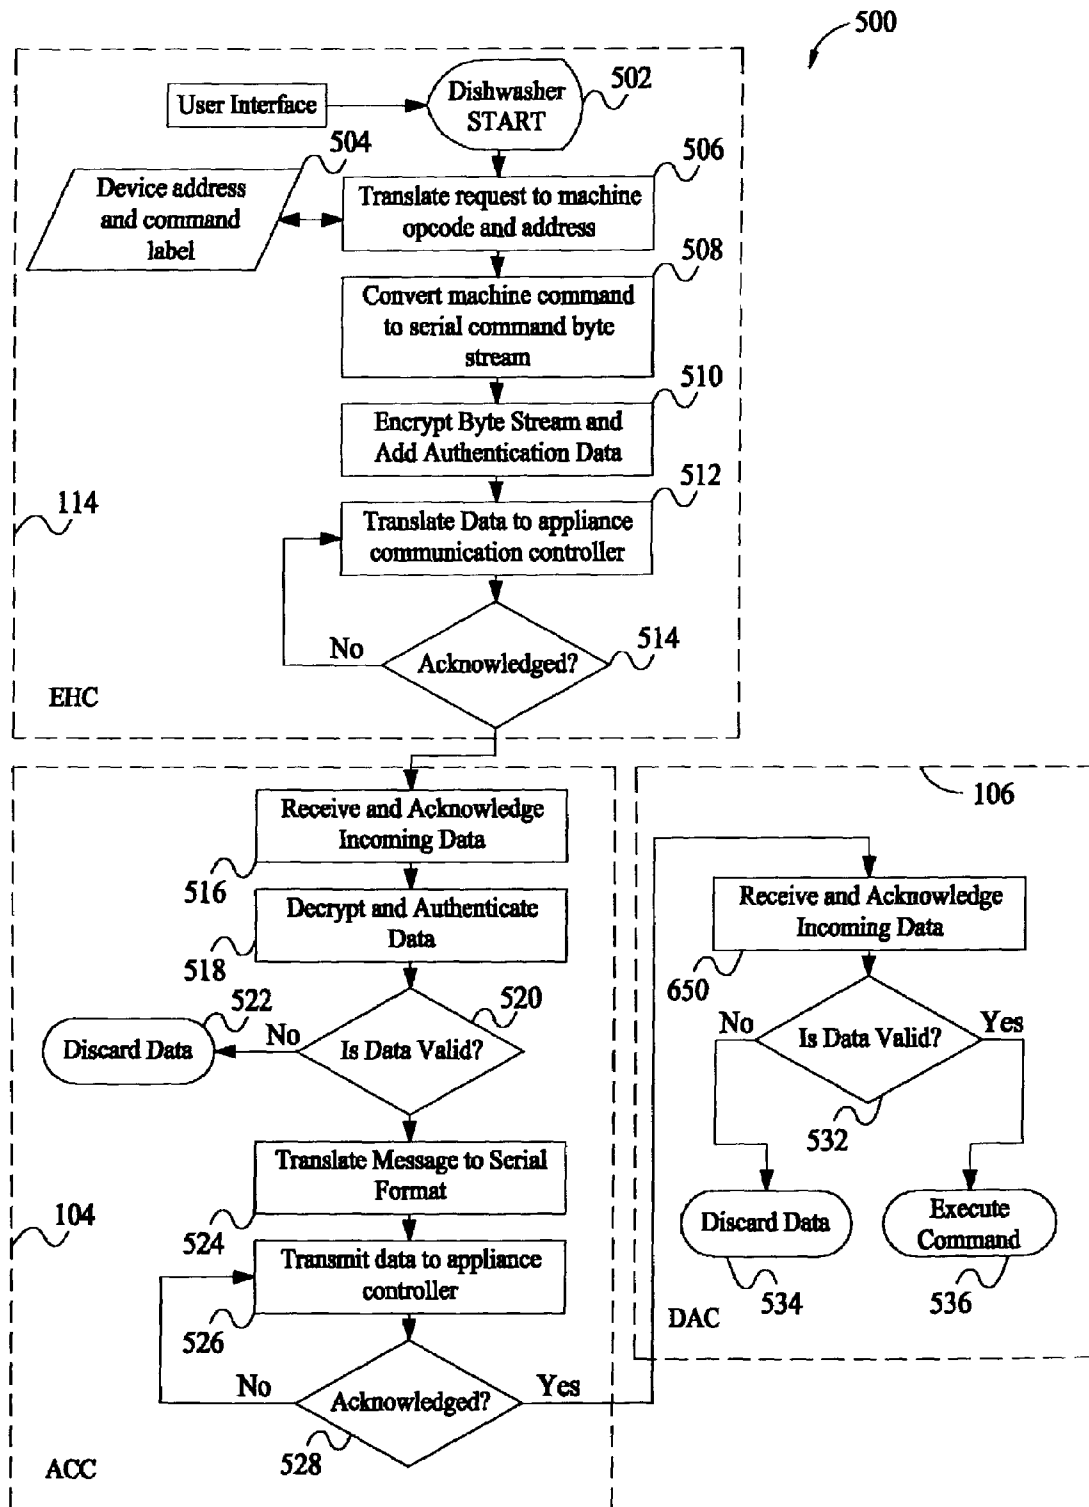 500
User Interface
Dishwasher
START
502
504
Device address
and command
label
506
Translate request to machine
opcode and address
508
Convert machine command
to serial command byte
stream
510
Encrypt Byte Stream and
Add Authentication Data
512
Translate Data to appliance
communication controller
114
No
Acknowledged?
514
EHC
Receive and Acknowledge
Incoming Data
516
Decrypt and Authenticate
Data
518
522
520
No
Discard Data
Is Data Valid?
Translate Message to Serial
Format
104
524
Transmit data to appliance
controller
526
No
Acknowledged?
Yes
528
ACC
106
Receive and Acknowledge
Incoming Data
650
No
Is Data Valid?
Yes
532
Discard Data
Execute
Command
534
536
DAC